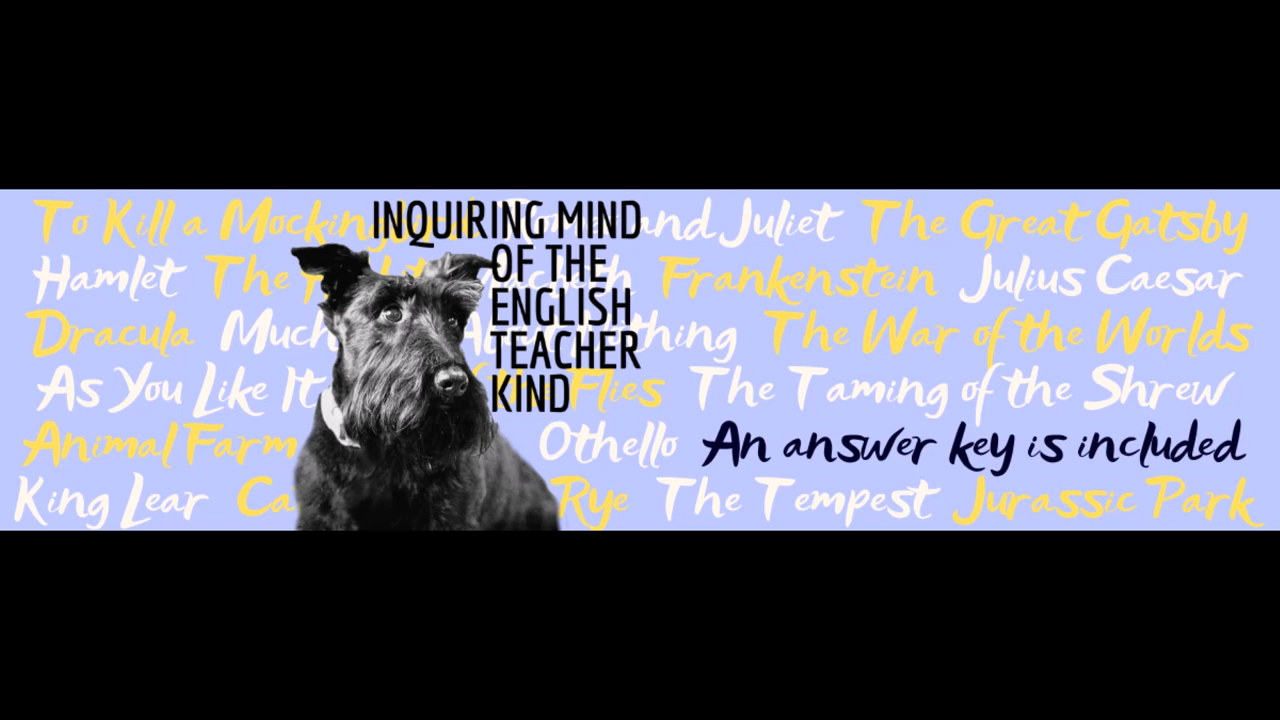 INQUIRING MIND
OF THE
ENGLISH
TEACHER
KIND
To Kill a and Juliet The Great Gatsby
Hamlet The Frankenstein Julius Caesar
Dracula Much The War of the Worlds
As You Like It Flies The Taming of the Shrew
Animal Farm Othello An answer key is included
King Lear Rye The Tempest Jurassic Park